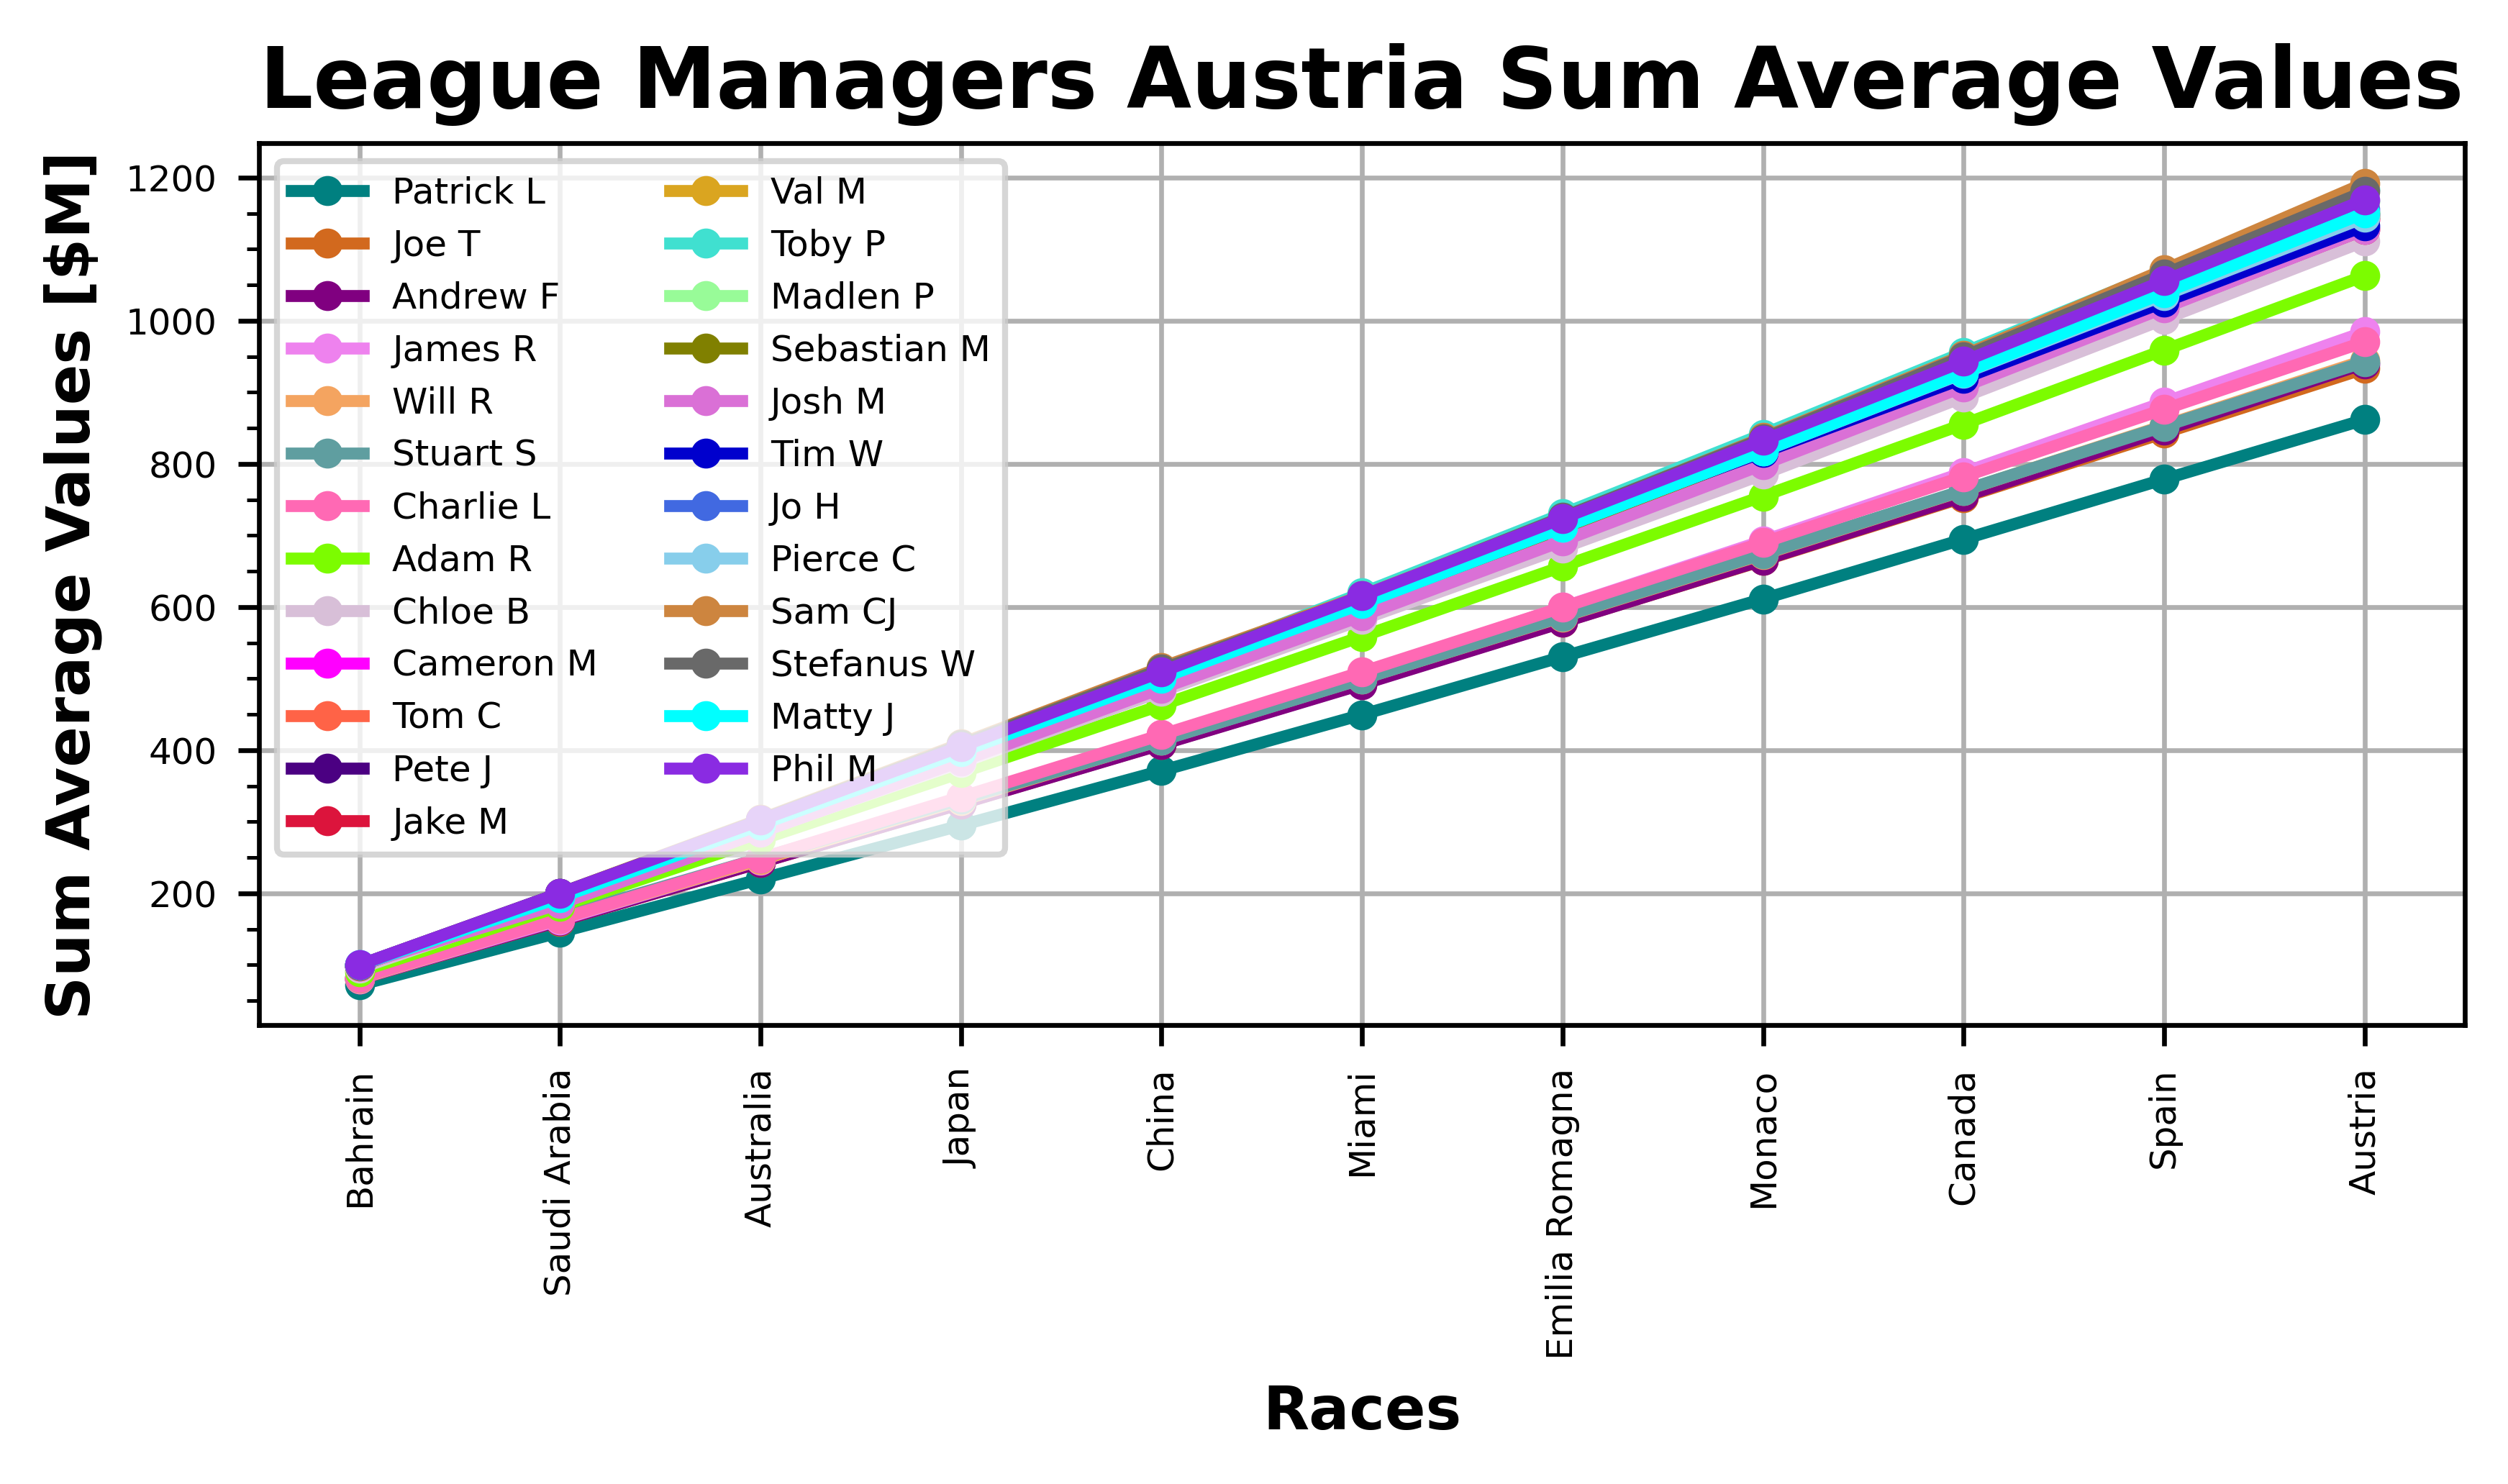 League Managers Austria Sum Average Values
Sum Average Values [$M]
1200
1000
800
600
400
200
Patrick L
Joe T
Andrew F
James R
Will R
Stuart S
Charlie L
Adam R
Chloe B
Cameron M
Tom C
Pete J
Jake M
Val M
Toby P
Madlen P
Sebastian M
Josh M
Tim W
Jo H
Pierce C
Sam CJ
Stefanus W
Matty J
Phil M
Bahrain
Saudi Arabia
Australia
Japan
China
Miami
Emilia Romagna
Monaco
Canada
Spain
Austria
Races